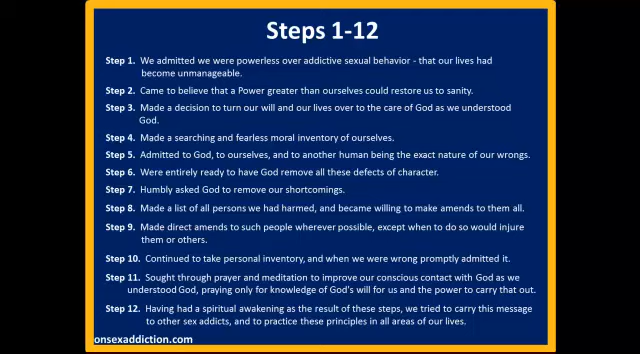 Steps 1-12
Step 1. We admitted we were powerless over addictive sexual behavior - that our lives had
become unmanageable.
Step 2. Came to believe that a Power greater than ourselves could restore us to sanity.
Step 3. Made a decision to turn our will and our lives over to the care of God as we understood
God.
Step 4. Made a searching and fearless moral inventory of ourselves.
Step 5. Admitted to God, to ourselves, and to another human being the exact nature of our wrongs.
Step 6. Were entirely ready to have God remove all these defects of character.
Step 7. Humbly asked God to remove our shortcomings.
Step 8. Made a list of all persons we had harmed, and became willing to make amends to them all.
Step 9. Made direct amends to such people wherever possible, except when to do so would injure
them or others.
Step 10. Continued to take personal inventory, and when we were wrong promptly admitted it.
Step 11. Sought through prayer and meditation to improve our conscious contact with God as we
understood God, praying only for knowledge of God's will for us and the power to carry that out.
Step 12. Having had a spiritual awakening as the result of these steps, we tried to carry this message
to other sex addicts, and to practice these principles in all areas of our lives.
onsexaddiction.com